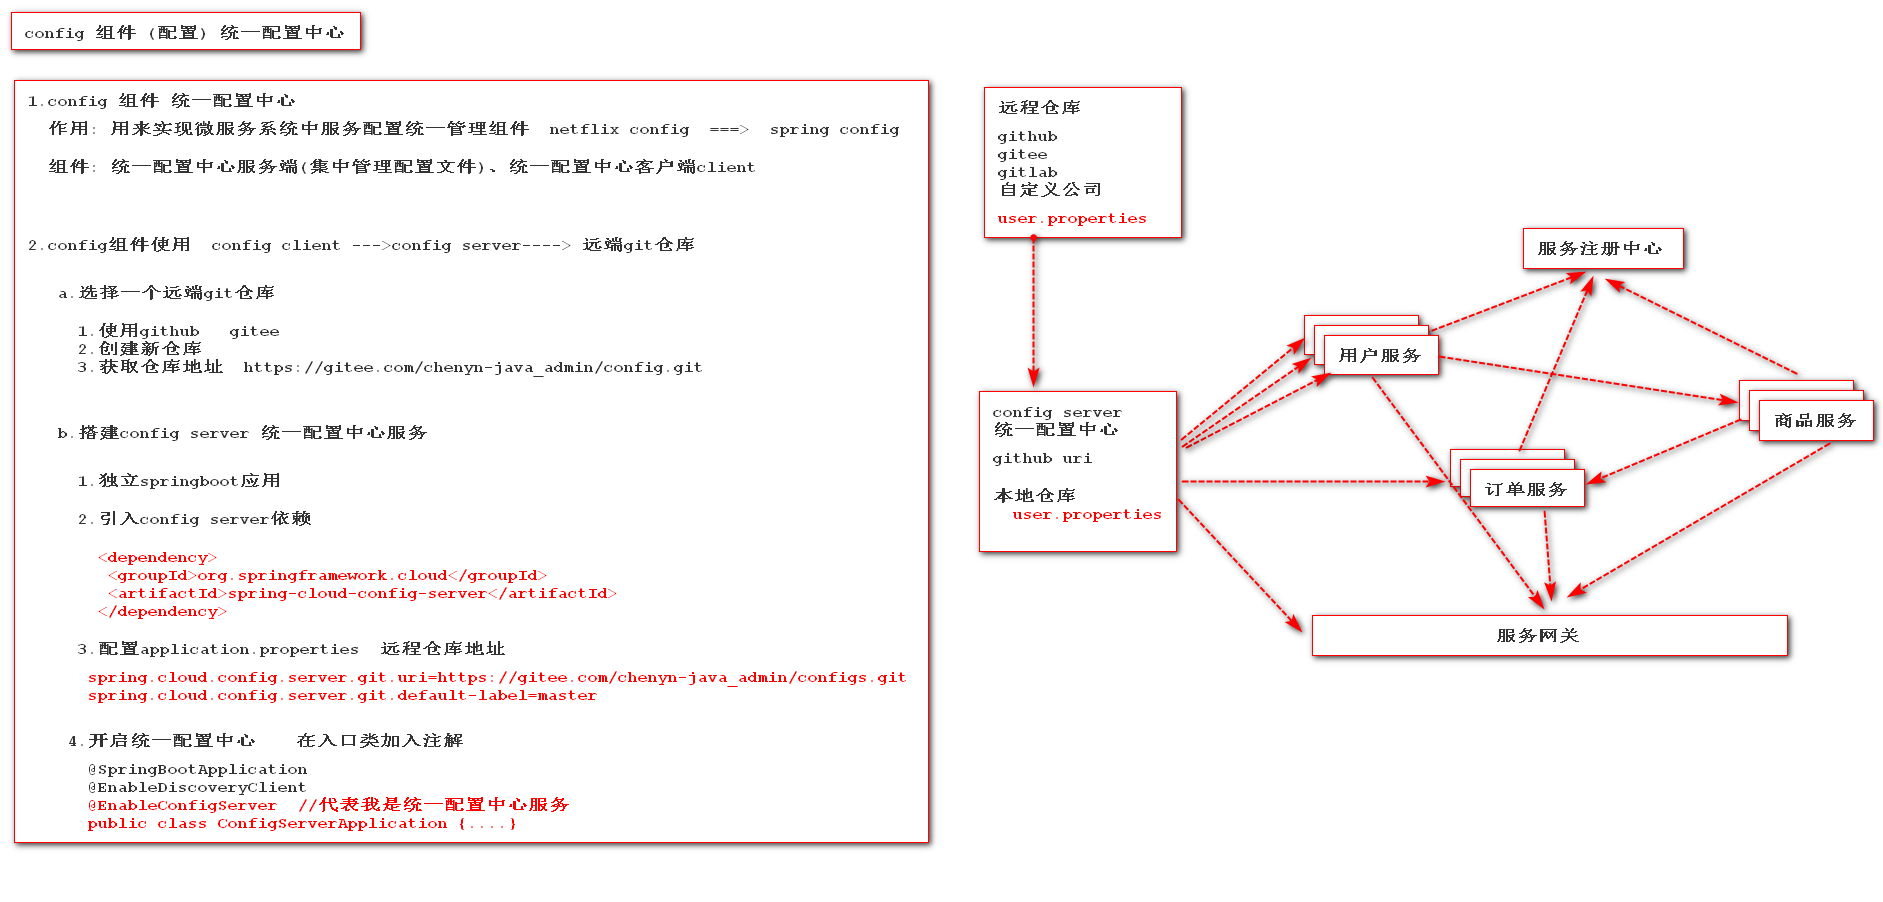 config 组件 (配置) 统一配置中心
1.config 组件 统一配置中心
作用: 用来实现微服务系统中服务配置统一管理组件  netflix config  ===>  spring config
组件: 统一配置中心服务端(集中管理配置文件)、统一配置中心客户端client
2.config组件使用  config client --->config server----> 远端git仓库
a.选择一个远端git仓库
1.使用github   gitee
2.创建新仓库
3.获取仓库地址  https://gitee.com/chenyn-java_admin/config.git
b.搭建config server 统一配置中心服务
1.独立springboot应用
2.引入config server依赖
<dependency>
<groupId>org.springframework.cloud</groupId>
<artifactId>spring-cloud-config-server</artifactId>
</dependency>
3.配置application.properties  远程仓库地址
spring.cloud.config.server.git.uri=https://gitee.com/chenyn-java_admin/configs.git
spring.cloud.config.server.git.default-label=master
4.开启统一配置中心    在入口类加入注解
@SpringBootApplication
@EnableDiscoveryClient
@EnableConfigServer  //代表我是统一配置中心服务
public class ConfigServerApplication {....}
远程仓库
github
gitee
gitlab
自定义公司
user.properties
config server
统一配置中心
github uri
本地仓库
user.properties
服务注册中心
用户服务
商品服务
订单服务
服务网关